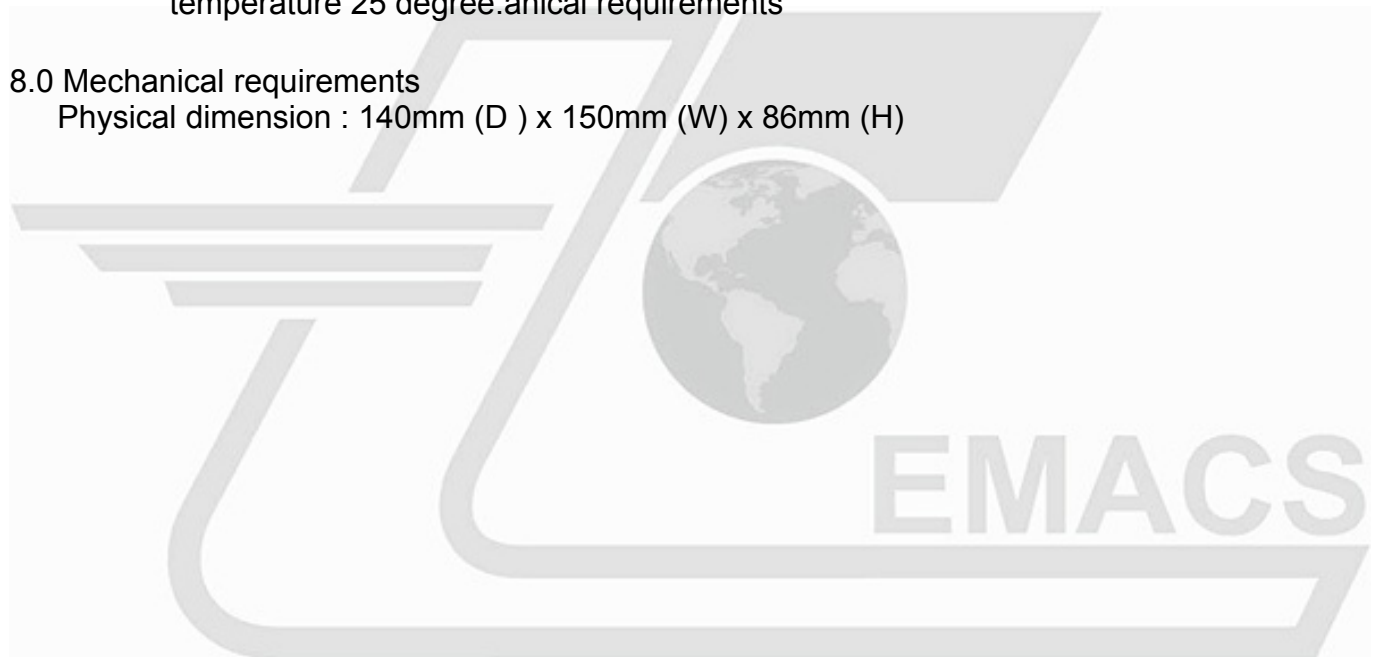 temperature 25 degree.anical requirements
8.0 Mechanical requirements
Physical dimension : 140mm (D ) x 150mm (W) x 86mm (H)
EMACS